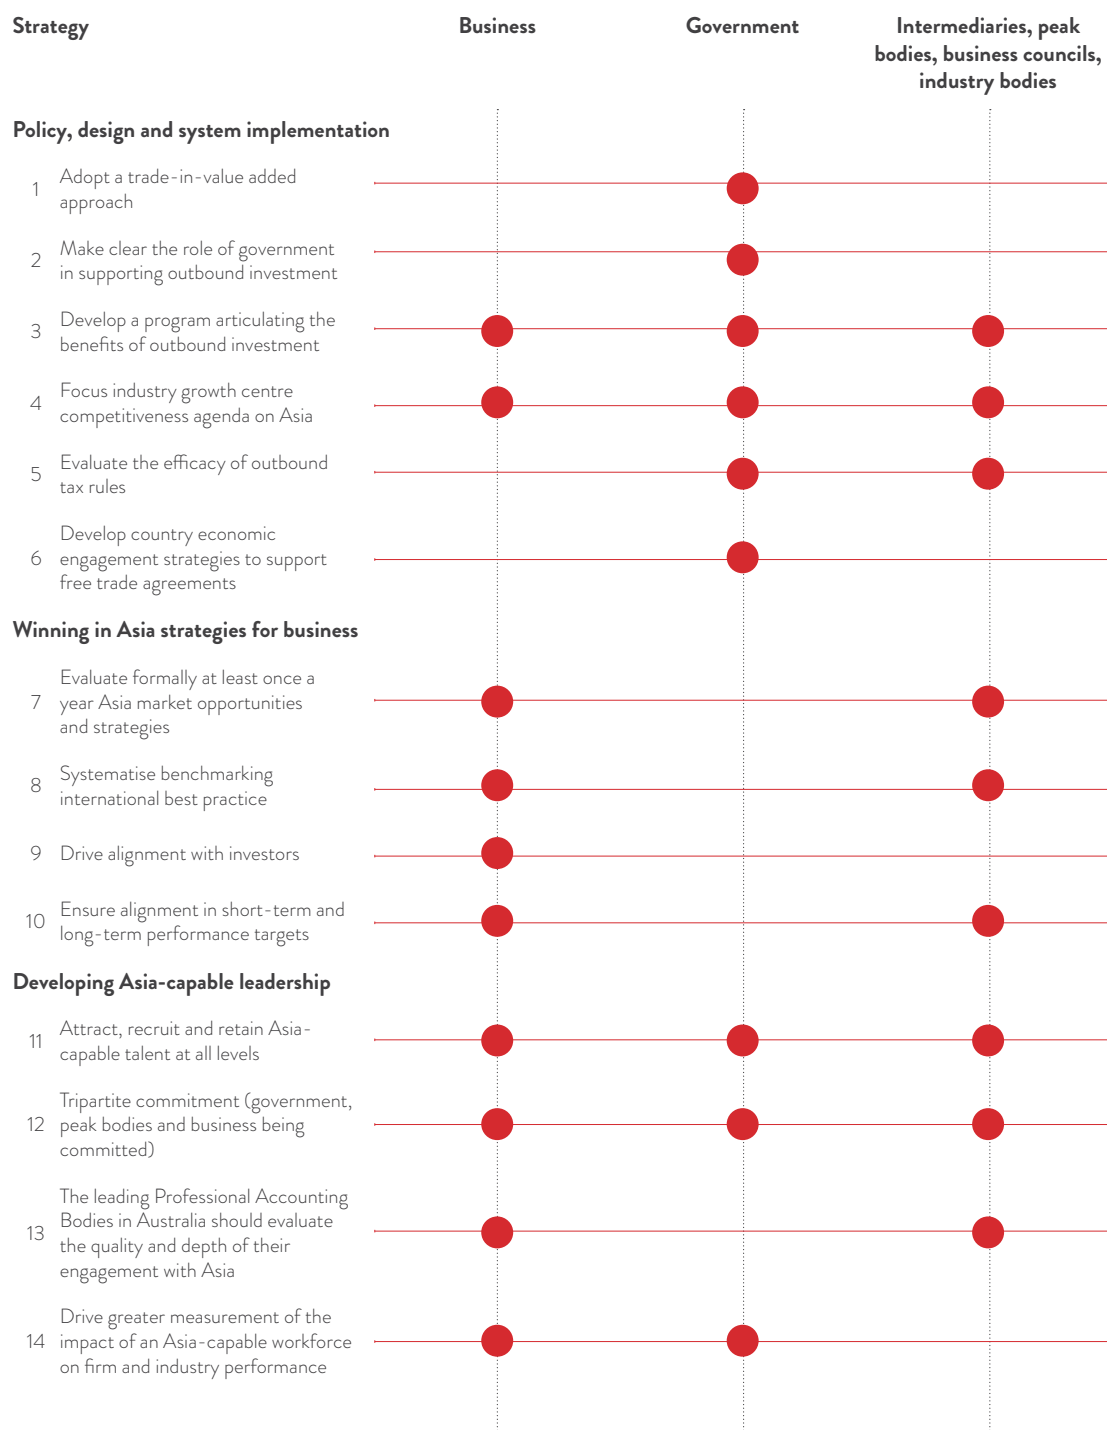 Strategy
Business
Government
Intermediaries, peak
bodies, business councils,
industry bodies
Policy, design and system implementation
1
Adopt a trade-in-value added
approach
2
Make clear the role of government
in supporting outbound investment
3
Develop a program articulating the
benefits of outbound investment
4
Focus industry growth centre
competitiveness agenda on Asia
5
Evaluate the efficacy of outbound
tax rules
6
Develop country economic
engagement strategies to support
free trade agreements
Winning in Asia strategies for business
7
Evaluate formally at least once a
year Asia market opportunities
and strategies
8
Systematise benchmarking
international best practice
9
Drive alignment with investors
10
Ensure alignment in short-term and
long-term performance targets
Developing Asia-capable leadership
11
Attract, recruit and retain Asia-
capable talent at all levels
12
Tripartite commitment (government,
peak bodies and business being
committed)
13
The leading Professional Accounting
Bodies in Australia should evaluate
the quality and depth of their
engagement with Asia
14
Drive greater measurement of the
impact of an Asia-capable workforce
on firm and industry performance